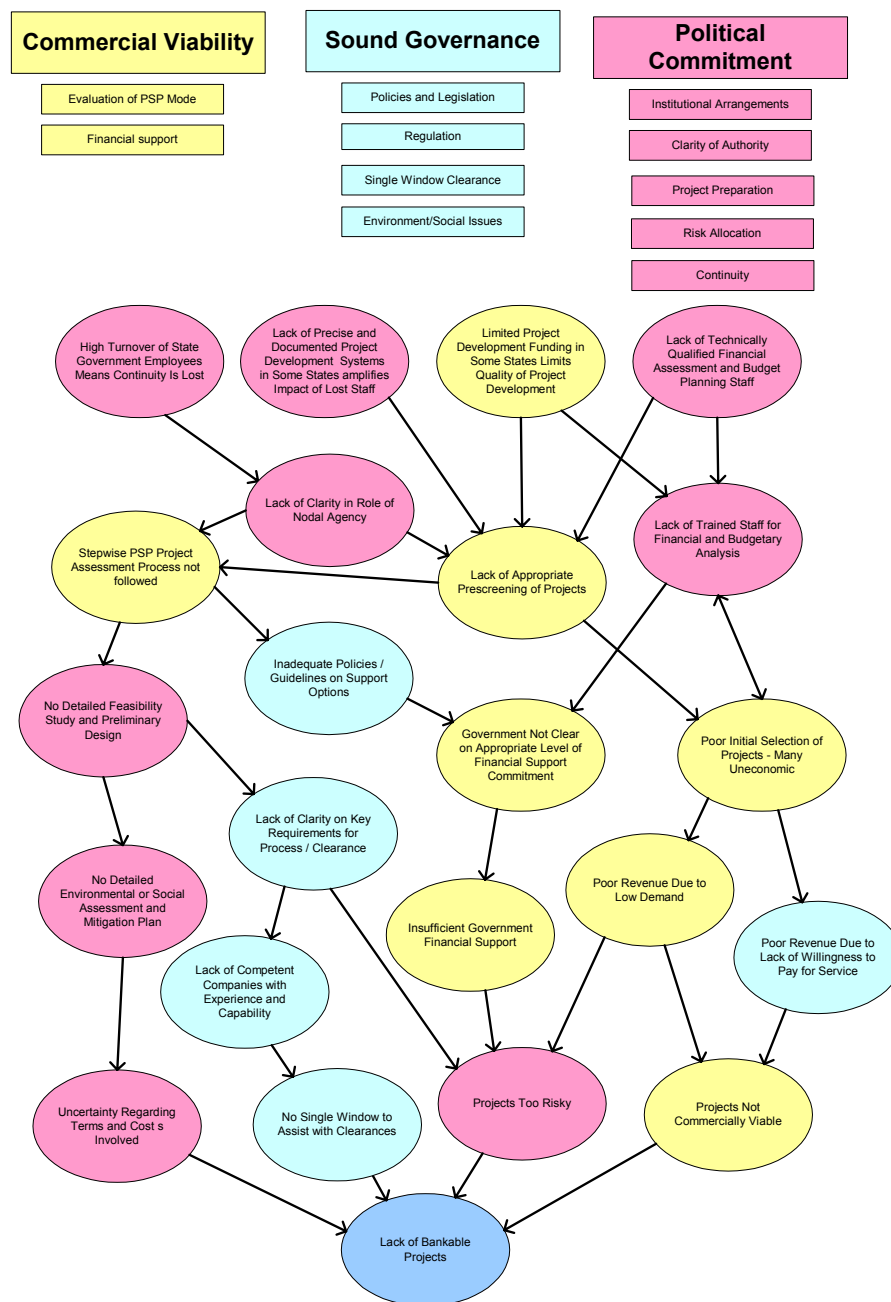 Commercial Viability
Sound Governance
Political
Commitment
Evaluation of PSP Mode
Financial support
Policies and Legislation
Regulation
Single Window Clearance
Environment/Social Issues
Institutional Arrangements
Clarity of Authority
Project Preparation
Risk Allocation
Continuity
High Turnover of State
Government Employees
Means Continuity Is Lost
Lack of Precise and
Documented Project
Development Systems
in Some States amplifies
Impact of Lost Staff
Limited Project
Development Funding in
Some States Limits
Quality of Project
Development
Lack of Technically
Qualified Financial
Assessment and Budget
Planning Staff
Lack of Clarity in Role of
Nodal Agency
Lack of Trained Staff for
Financial and Budgetary
Analysis
Stepwise PSP Project
Assessment Process not
followed
Lack of Appropriate
Prescreening of Projects
Inadequate Policies /
Guidelines on Support
Options
No Detailed Feasibility
Study and Preliminary
Design
Government Not Clear
on Appropriate Level of
Financial Support
Commitment
Poor Initial Selection of
Projects - Many
Uneconomic
Lack of Clarity on Key
Requirements for
Process / Clearance
No Detailed
Environmental or Social
Assessment and
Mitigation Plan
Poor Revenue Due to
Low Demand
Insufficient Government
Financial Support
Poor Revenue Due to
Lack of Willingness to
Pay for Service
Lack of Competent
Companies with
Experience and
Capability
Uncertainty Regarding
Terms and Cost s
Involved
No Single Window to
Assist with Clearances
Projects Too Risky
Projects Not
Commercially Viable
Lack of Bankable
Projects